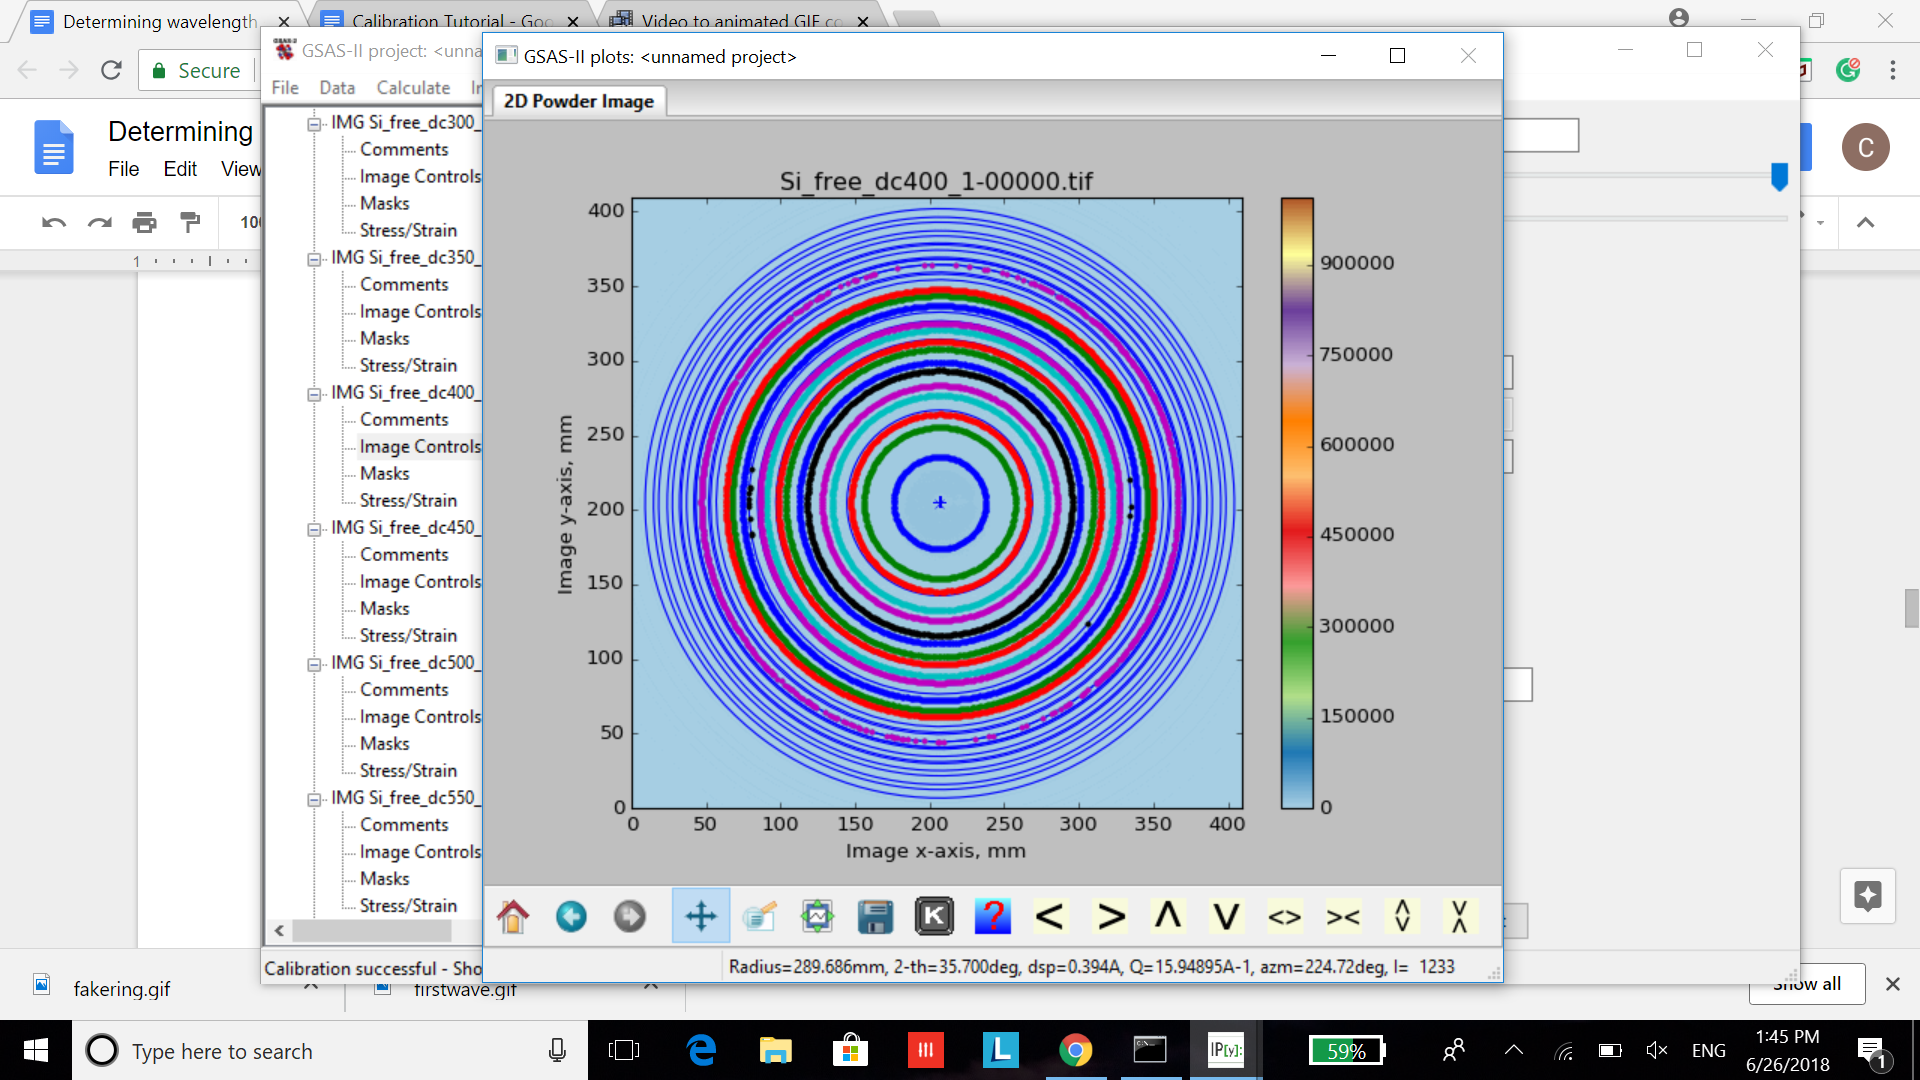 Determining wavelength
Calibration Tutorial - Goo
Video to animated GIF co
GSAS-II project: <unna
GSAS-II plots: <unnamed project>
Secure
File Data Calculate
2D Powder Image
Determining
File Edit View
C
IMG Si_free_dc300_
Comments
Image Controls
Masks
Stress/Strain
IMG Si_free_dc350_
Comments
Image Controls
Masks
Stress/Strain
IMG Si_free_dc400_
Comments
Image Controls
Masks
Stress/Strain
IMG Si_free_dc450_
Comments
Image Controls
Masks
Stress/Strain
IMG Si_free_dc500_
Comments
Image Controls
Masks
Stress/Strain
IMG Si_free_dc550_
Comments
Image Controls
Masks
Stress/Strain
1
Si_free_dc400_1-00000.tif
400
350
300
250
200
150
100
50
0
Image y-axis, mm
0 50 100 150 200 250 300 350 400
Image x-axis, mm
900000
750000
600000
450000
300000
150000
0
K ? < > Λ V <> ><
Calibration successful - Sho
Radius=289.686mm, 2-th=35.700deg, dsp=0.394A, Q=15.94895A-1, azm=224.72deg, I= 1233
fakering.gif
firstwave.gif
Show all
Type here to search
L
IP[y]:
59%
ENG
1:45 PM
6/26/2018
1